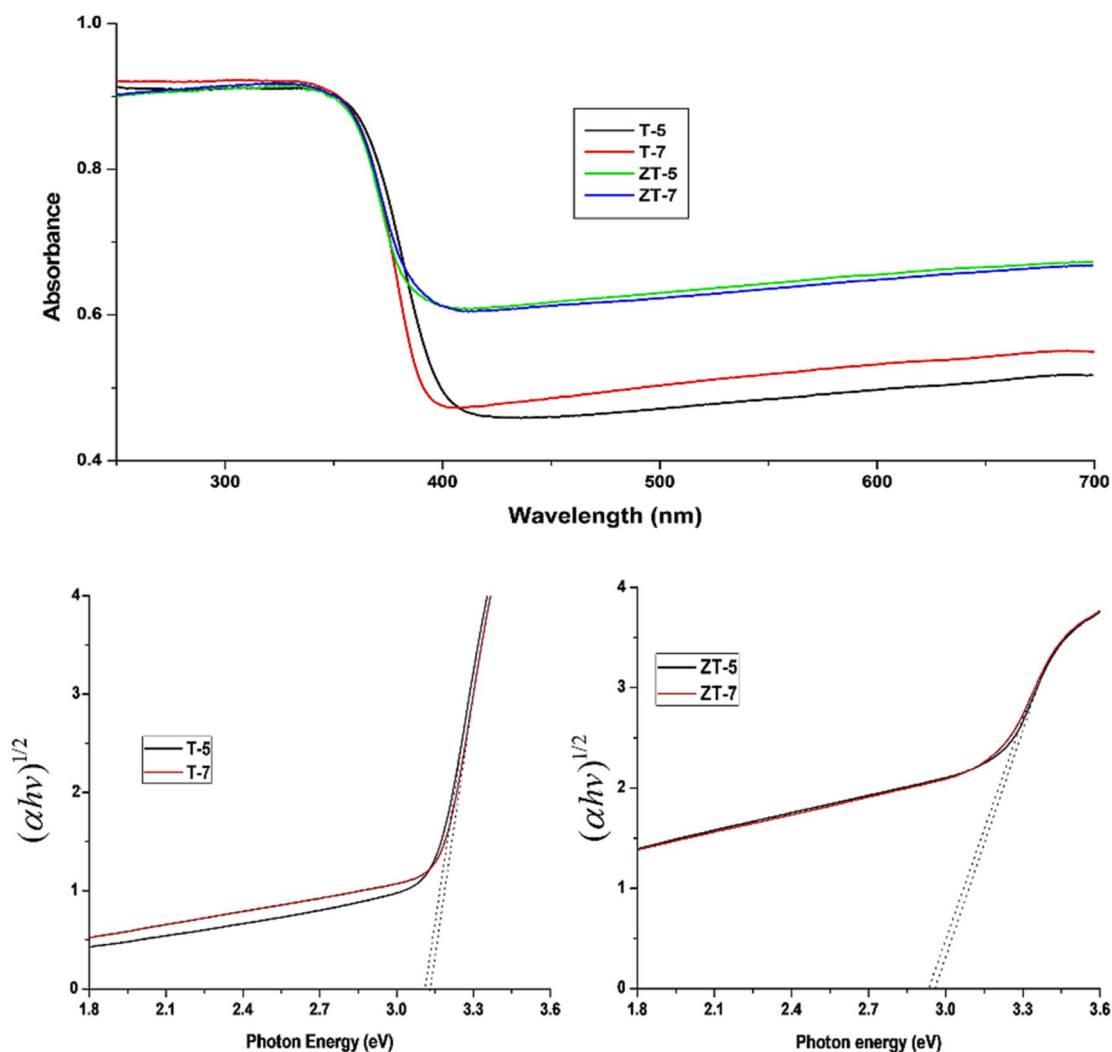 1.0
0.8
0.6
0.4
Absorbance
T-5
T-7
ZT-5
ZT-7
300
400
500
600
700
Wavelength (nm)
4
3
2
1
0
(αhν)1/2
T-5
T-7
1.8
2.1
2.4
2.7
3.0
3.3
3.6
Photon Energy (eV)
4
3
2
1
0
(αhν)1/2
ZT-5
ZT-7
1.8
2.1
2.4
2.7
3.0
3.3
3.6
Photon energy (eV)